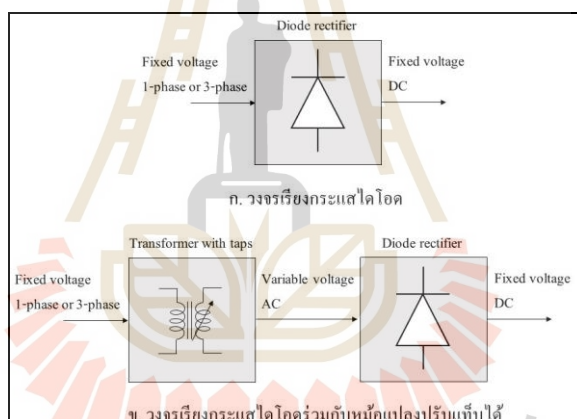 Diode rectifier
Fixed voltage
1-phase or 3-phase
Fixed voltage
DC
ก. วงจรเรียงกระแสไดโอด
Transformer with taps
Diode rectifier
Fixed voltage
1-phase or 3-phase
Variable voltage
AC
Fixed voltage
DC
ข. วงจรเรียงกระแสไดโอดร่วมกับหม้อแปลงปรับแท็บได้